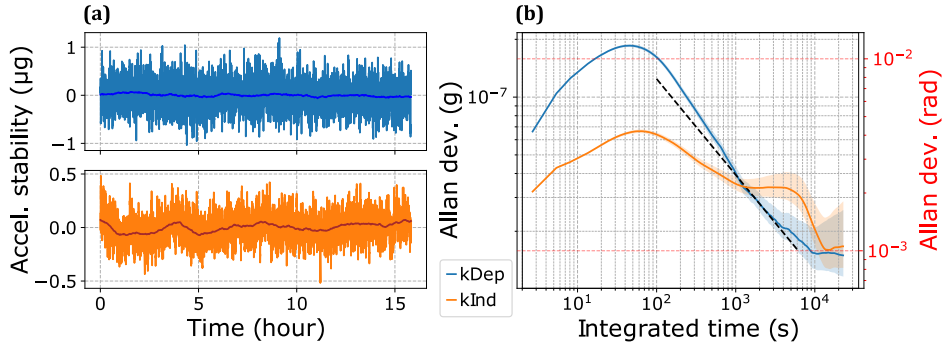 (a)
Accel. stability (μg)
1
0
−1
0.5
0.0
−0.5
0
5
10
15
Time (hour)
(b)
Allan dev. (g)
10⁻⁷
10¹
10²
10³
10⁴
Integrated time (s)
10⁻²
10⁻³
Allan dev. (rad)
kDep
kInd